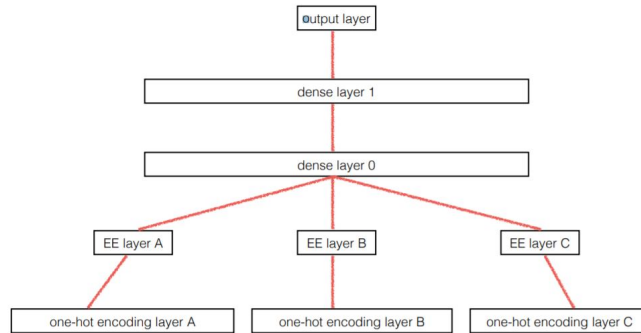 output layer
dense layer 1
dense layer 0
EE layer A
EE layer B
EE layer C
one-hot encoding layer A
one-hot encoding layer B
one-hot encoding layer C